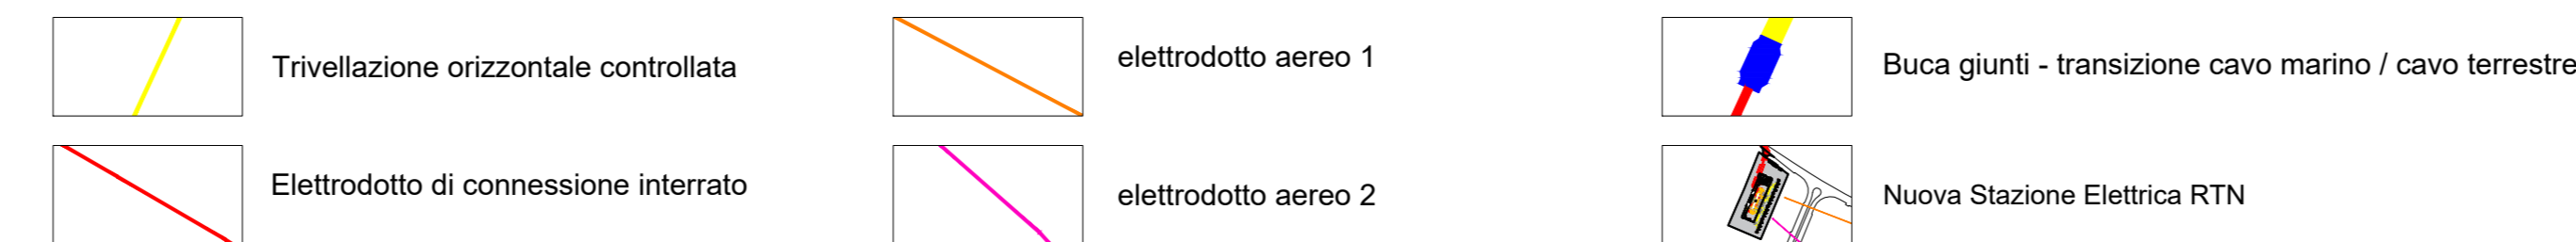 Trivellazione orizzontale controllata
elettrodotto aereo 1
Buca giunti - transizione cavo marino / cavo terrestre
Elettrodotto di connessione interrato
elettrodotto aereo 2
Nuova Stazione Elettrica RTN